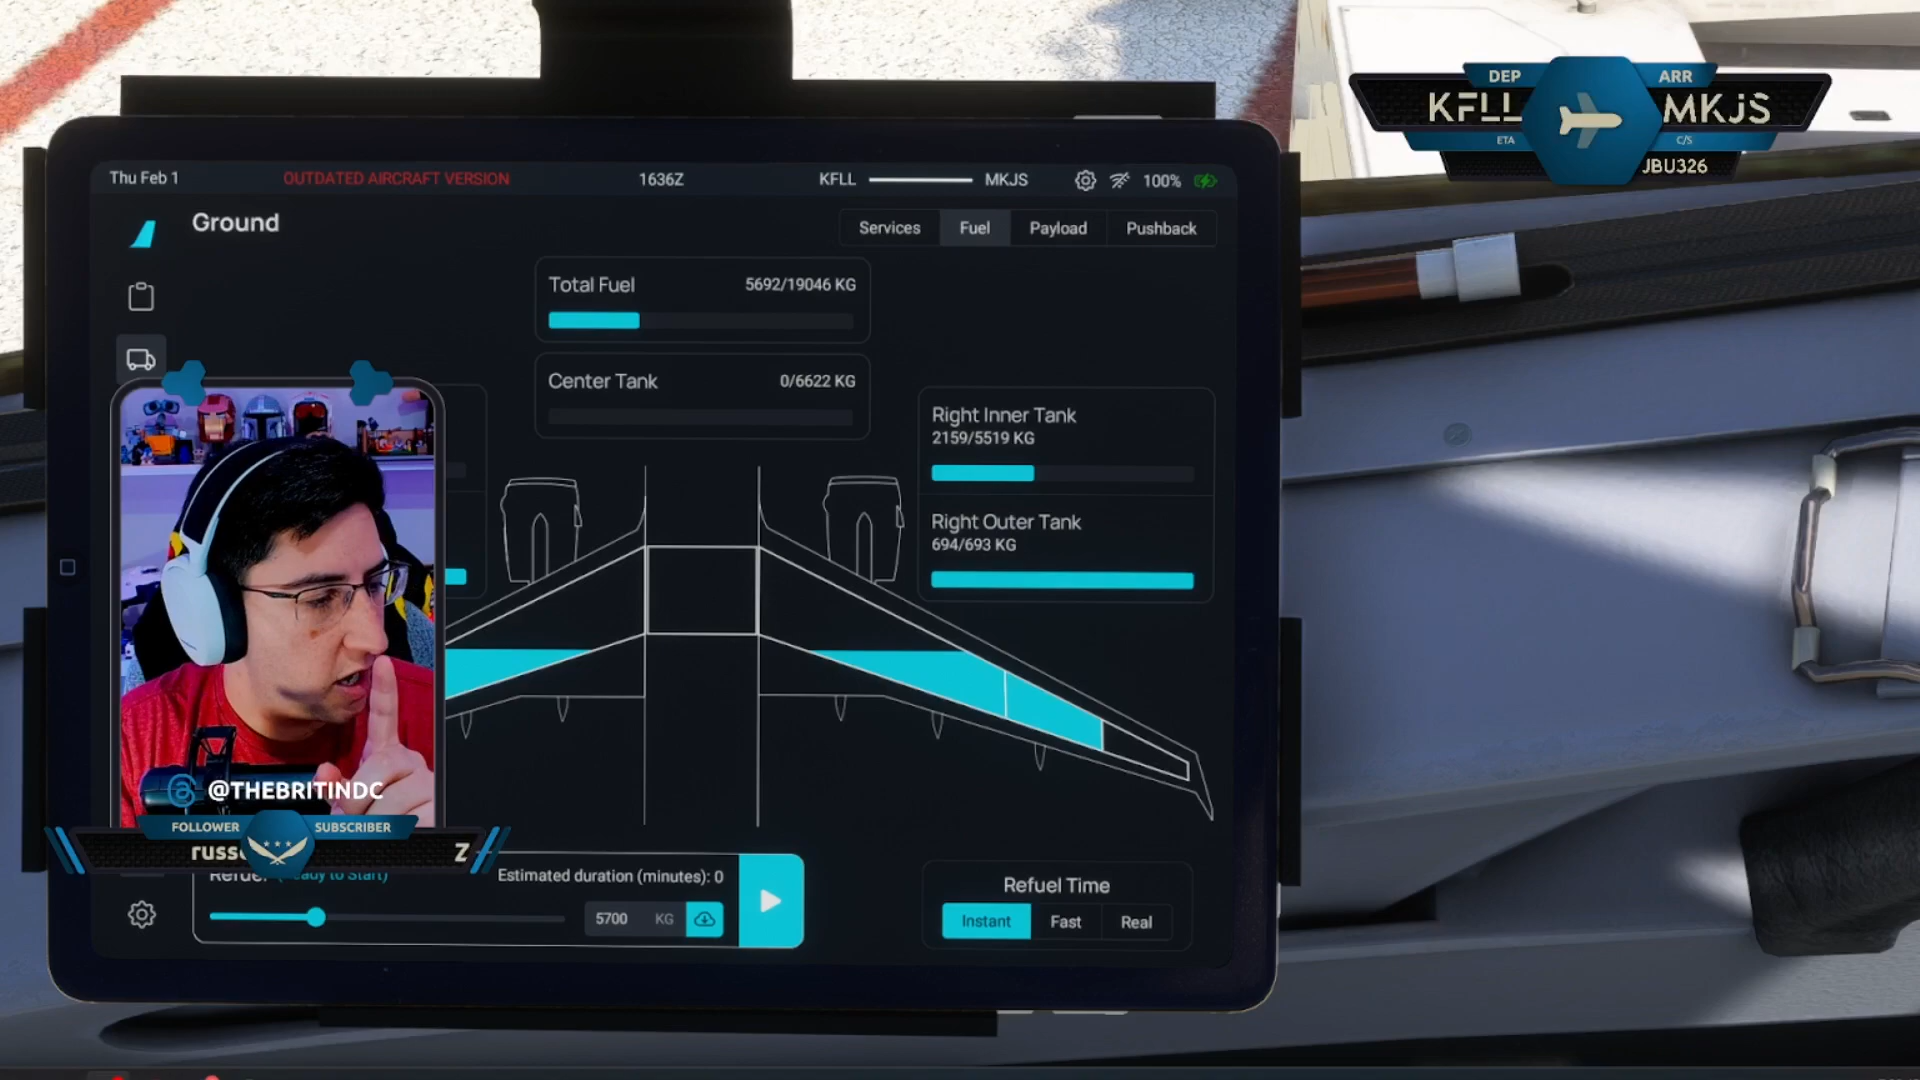 DEP ARR
KFLL MKJS
ETA C/S
JBU326
Thu Feb 1 OUTDATED AIRCRAFT VERSION 1636Z KFLL MKJS 100%
Ground Services Fuel Payload Pushback
Total Fuel 5692/19046 KG
Center Tank 0/6622 KG
Right Inner Tank
2159/5519 KG
Right Outer Tank
694/693 KG
@THEBRITINDC
FOLLOWER SUBSCRIBER
Z
Estimated duration (minutes): 0
5700 KG
Refuel Time
Instant Fast Real